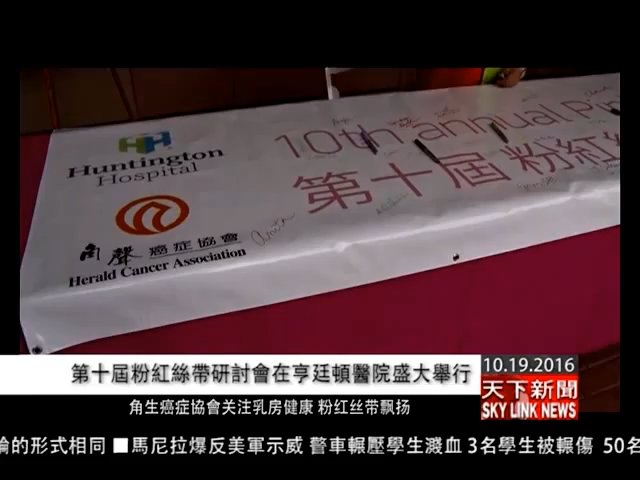 Huntington
Hospital
10th annual Pin
第十屆粉紅
角聲癌症協會
Herald Cancer Association
第十屆粉紅絲帶研討會在亨廷頓醫院盛大舉行
角生癌症協會关注乳房健康 粉红丝带飘扬
10.19.2016
天下新聞
SKY LINK NEWS
的形式相同 ■馬尼拉爆反美軍示威 警車輾壓學生濺血 3名學生被輾傷 50名